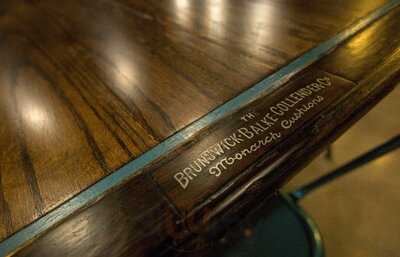 THE
BRUNSWICK-BALKE COLLENDER Co
Monarch Cushions